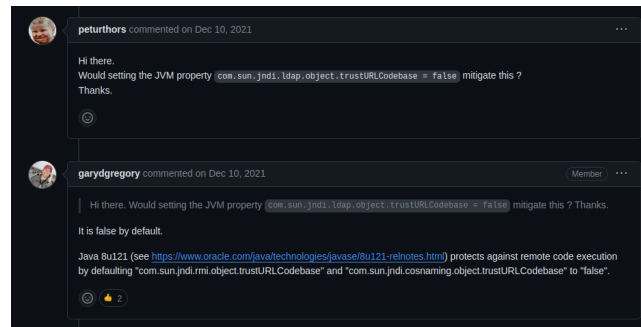 peturthors commented on Dec 10, 2021
Hi there.
Would setting the JVM property com.sun.jndi.ldap.object.trustURLCodebase = false mitigate this ?
Thanks.
garydgregory commented on Dec 10, 2021 Member
Hi there. Would setting the JVM property com.sun.jndi.ldap.object.trustURLCodebase = false mitigate this ? Thanks.
It is false by default.
Java 8u121 (see https://www.oracle.com/java/technologies/javase/8u121-relnotes.html) protects against remote code execution
by defaulting "com.sun.jndi.rmi.object.trustURLCodebase" and "com.sun.jndi.cosnaming.object.trustURLCodebase" to "false".
2